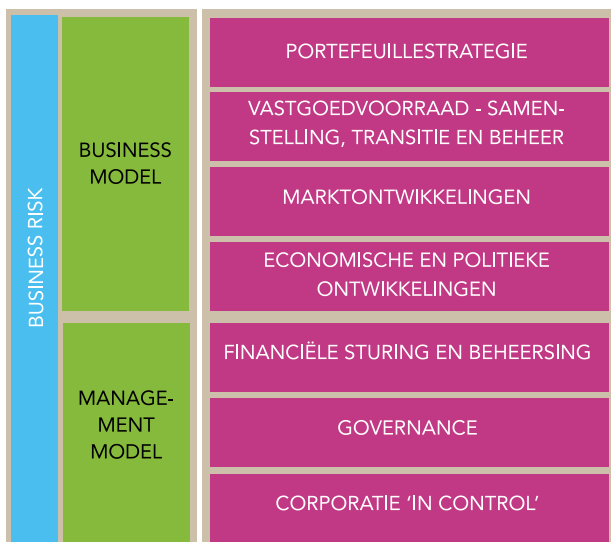 BUSINESS RISK
BUSINESS
MODEL
PORTEFEUILLESTRATEGIE
VASTGOEDVOORRAAD - SAMEN-
STELLING, TRANSITIE EN BEHEER
MARKTONTWIKKELINGEN
ECONOMISCHE EN POLITIEKE
ONTWIKKELINGEN
MANAGE-
MENT
MODEL
FINANCIËLE STURING EN BEHEERSING
GOVERNANCE
CORPORATIE ‘IN CONTROL’